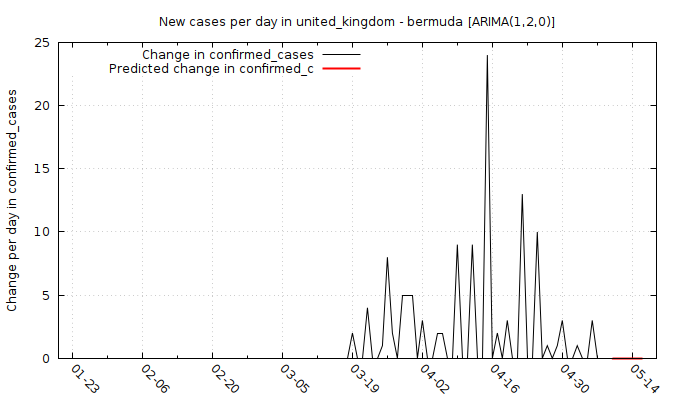 New cases per day in united_kingdom - bermuda [ARIMA(1,2,0)]
Change in confirmed_cases
Predicted change in confirmed_c
Change per day in confirmed_cases
25
20
15
10
5
0
01-23 02-06 02-20 03-05 03-19 04-02 04-16 04-30 05-14